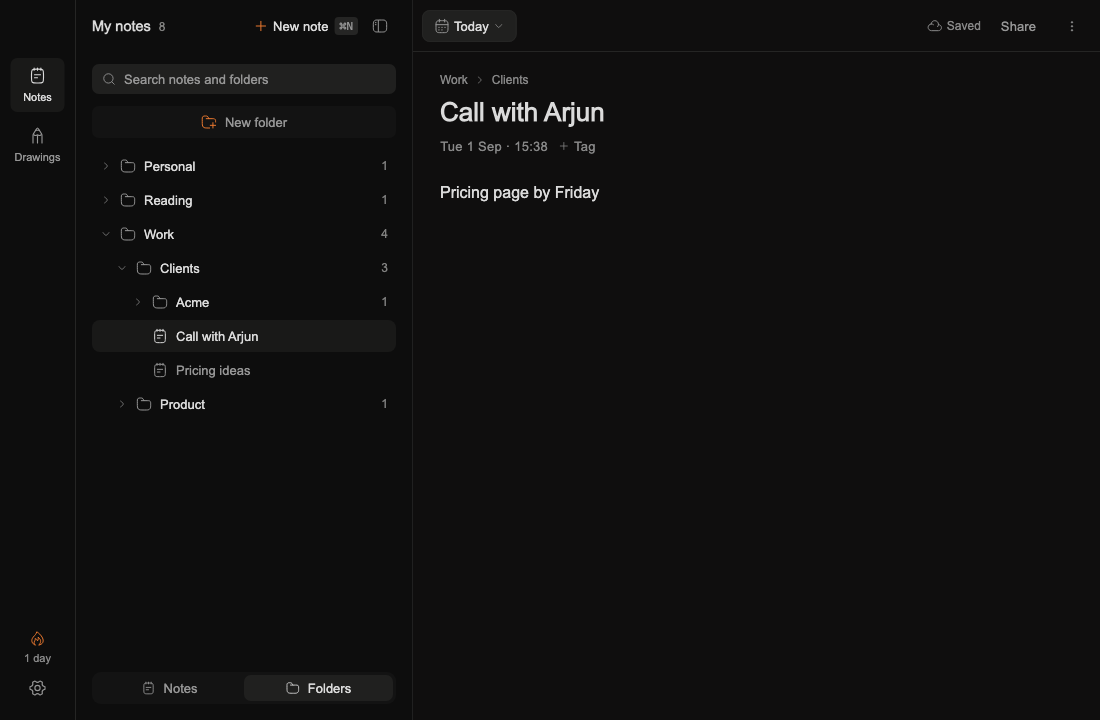 My notes 8
+ New note ⌘N
Today
Saved
Share
Notes
Drawings
Search notes and folders
New folder
Personal 1
Reading 1
Work 4
Clients 3
Acme 1
Call with Arjun
Pricing ideas
Product 1
Work > Clients
Call with Arjun
Tue 1 Sep · 15:38 + Tag
Pricing page by Friday
1 day
Notes
Folders